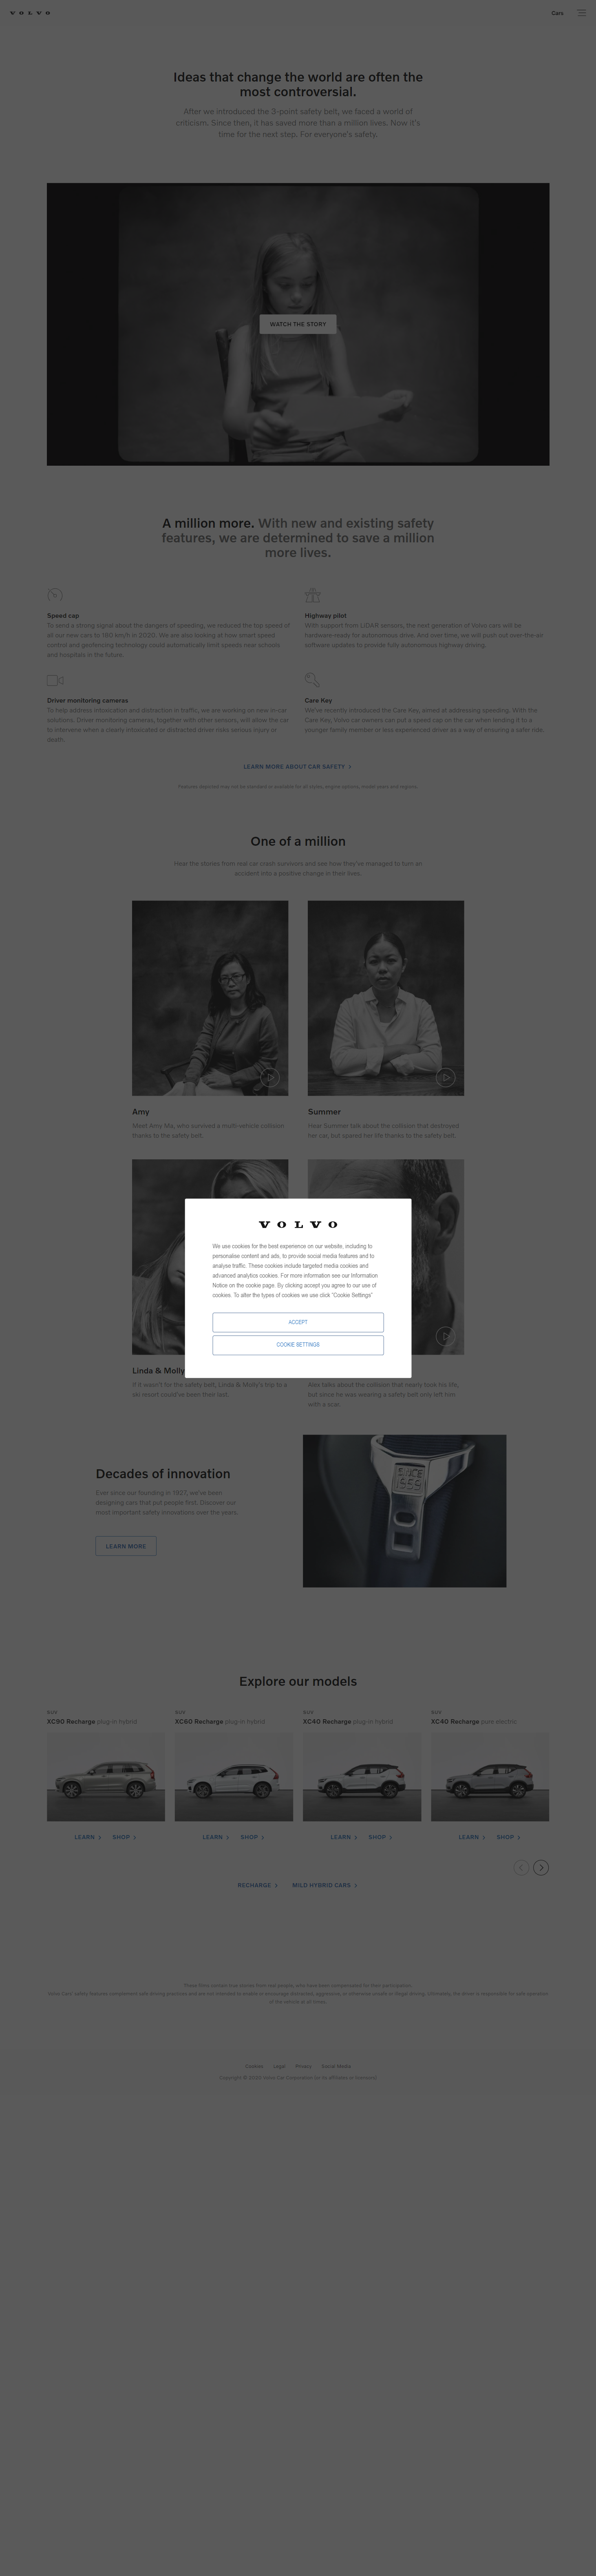 VOLVO
Cars
Ideas that change the world are often the
most controversial.
After we introduced the 3-point safety belt, we faced a world of
criticism. Since then, it has saved more than a million lives. Now it's
time for the next step. For everyone's safety.
WATCH THE STORY
A million more. With new and existing safety
features, we are determined to save a million
more lives.
Speed cap
To send a strong signal about the dangers of speeding, we reduced the top speed of
all our new cars to 180 km/h in 2020. We are also looking at how smart speed
control and geofencing technology could automatically limit speeds near schools
and hospitals in the future.
Highway pilot
With support from LiDAR sensors, the next generation of Volvo cars will be
hardware-ready for autonomous drive. And over time, we will push out over-the-air
software updates to provide fully autonomous highway driving.
Driver monitoring cameras
To help address intoxication and distraction in traffic, we are working on new in-car
solutions. Driver monitoring cameras, together with other sensors, will allow the car
to intervene when a clearly intoxicated or distracted driver risks serious injury or
death.
Care Key
We've recently introduced the Care Key, aimed at addressing speeding. With the
Care Key, Volvo car owners can put a speed cap on the car when lending it to a
younger family member or less experienced driver as a way of ensuring a safer ride.
LEARN MORE ABOUT CAR SAFETY
Features depicted may not be standard or available for all trims, engine options, model years and regions.
One of a million
Hear the stories from real car crash survivors and see how they've managed to turn an
accident into a positive change in their lives.
Amy
Meet Amy Ma, who survived a multi-vehicle collision
thanks to the safety belt.
Summer
Hear Summer talk about the collision that destroyed
her car, but spared her life thanks to the safety belt.
VOLVO
We use cookies for the best experience on our website, including to
personalise content and ads, to provide social media features and to
analyse traffic. These cookies include targeted media cookies and
advanced analytics cookies. For more information see our Information
Notice on the cookie page. By clicking accept you agree to our use of
cookies. To alter the types of cookies we use click "Cookie Settings"
ACCEPT
COOKIE SETTINGS
Linda & Molly
If it wasn't for the safety belt, Linda & Molly's trip to a
ski resort could've been their last.
Alex talks about the collision that nearly took his life,
but since he was wearing a safety belt only left him
with a scar.
Decades of innovation
Ever since our founding in 1927, we've been
designing cars that put people first. Discover our
most important safety innovations over the years.
LEARN MORE
Explore our models
SUV
XC90 Recharge plug-in hybrid
SUV
XC60 Recharge plug-in hybrid
SUV
XC40 Recharge plug-in hybrid
SUV
XC40 Recharge pure electric
LEARN SHOP
LEARN SHOP
LEARN SHOP
LEARN SHOP
RECHARGE MILD HYBRID CARS
These films contain true stories from real people, who have been compensated for their participation.
Cookies Legal Privacy Social Media